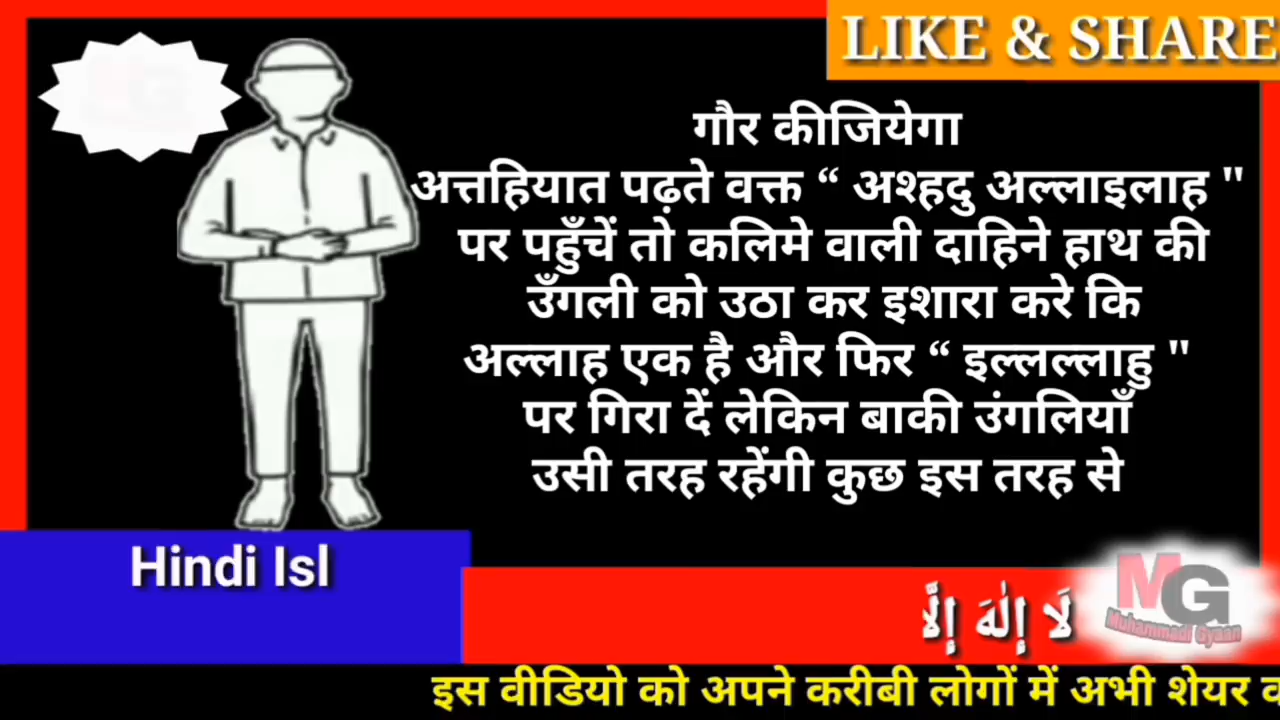 LIKE & SHARE
MG
गौर कीजियेगा
अत्तहियात पढ़ते वक्त “ अश्हदु अल्लाइलाह "
पर पहुँचें तो कलिमे वाली दाहिने हाथ की
उँगली को उठा कर इशारा करे कि
अल्लाह एक है और फिर “ इल्लल्लाहु "
पर गिरा दें लेकिन बाकी उंगलियाँ
उसी तरह रहेंगी कुछ इस तरह से
Hindi Isl
لَا إِلٰهَ إِلَّا
MG
Muhammadi Gyaan
इस वीडियो को अपने करीबी लोगों में अभी शेयर